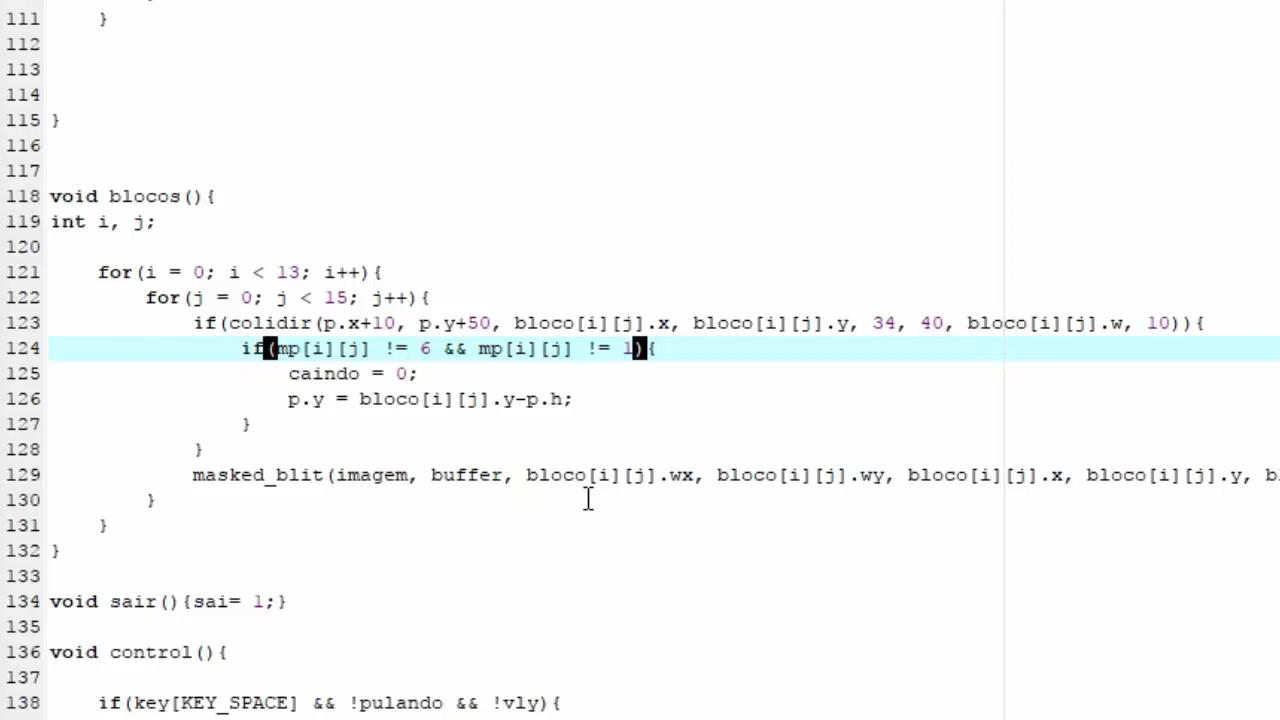 111 }
112
113
114
115 }
116
117
118 void blocos(){
119 int i, j;
120
121 for(i = 0; i < 13; i++){
122 for(j = 0; j < 15; j++){
123 if(colidir(p.x+10, p.y+50, bloco[i][j].x, bloco[i][j].y, 34, 40, bloco[i][j].w, 10)){
124 if(mp[i][j] != 6 && mp[i][j] != 1){
125 caindo = 0;
126 p.y = bloco[i][j].y-p.h;
127 }
128 }
129 masked_blit(imagem, buffer, bloco[i][j].wx, bloco[i][j].wy, bloco[i][j].x, bloco[i][j].y,
130 }
131 }
132 }
133
134 void sair(){sai= 1;}
135
136 void control(){
137
138 if(key[KEY_SPACE] && !pulando && !vly){